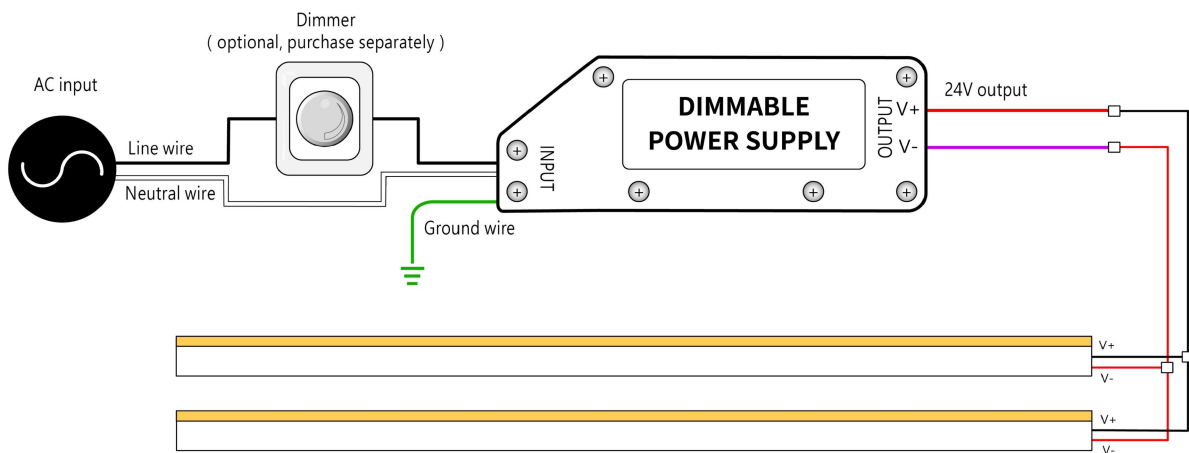 Dimmer
( optional, purchase separately )
AC input
Line wire
Neutral wire
Ground wire
INPUT
DIMMABLE
POWER SUPPLY
OUTPUT
V+
V-
24V output
V+
V-
V+
V-